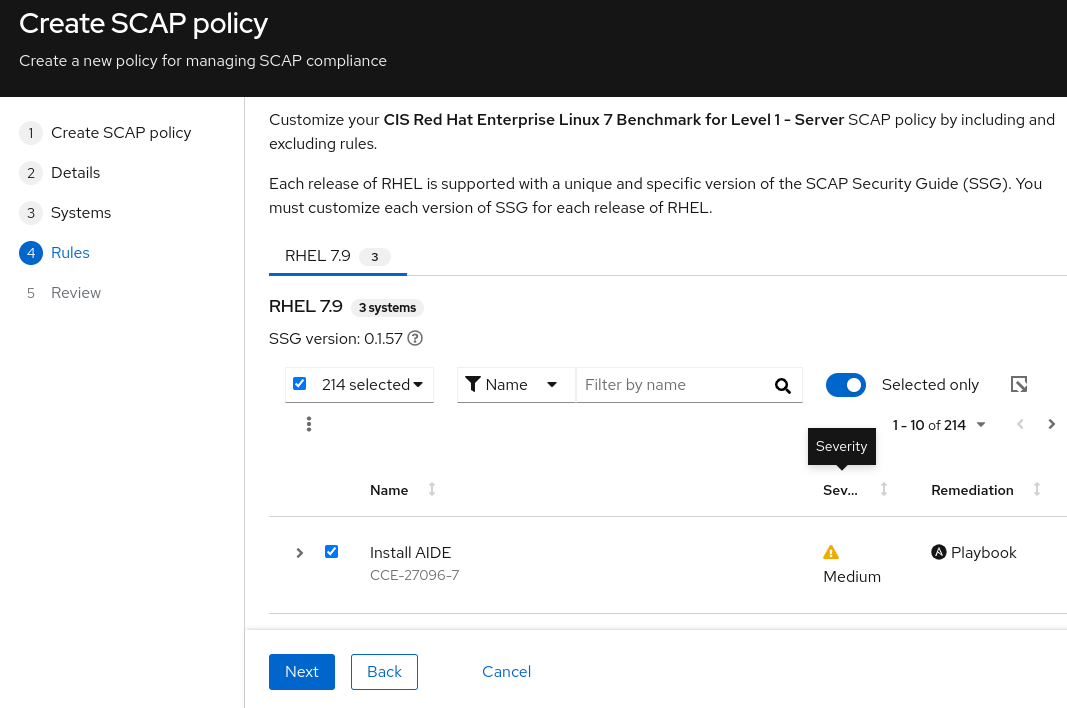 Create SCAP policy
Create a new policy for managing SCAP compliance
1 Create SCAP policy
2 Details
3 Systems
4 Rules
5 Review
Customize your CIS Red Hat Enterprise Linux 7 Benchmark for Level 1 - Server SCAP policy by including and
excluding rules.
Each release of RHEL is supported with a unique and specific version of the SCAP Security Guide (SSG). You
must customize each version of SSG for each release of RHEL.
RHEL 7.9 3
RHEL 7.9 3 systems
SSG version: 0.1.57
214 selected Name Filter by name Selected only
1 - 10 of 214
Severity
Name Sev... Remediation
Install AIDE Playbook
CCE-27096-7
Medium
Next Back Cancel